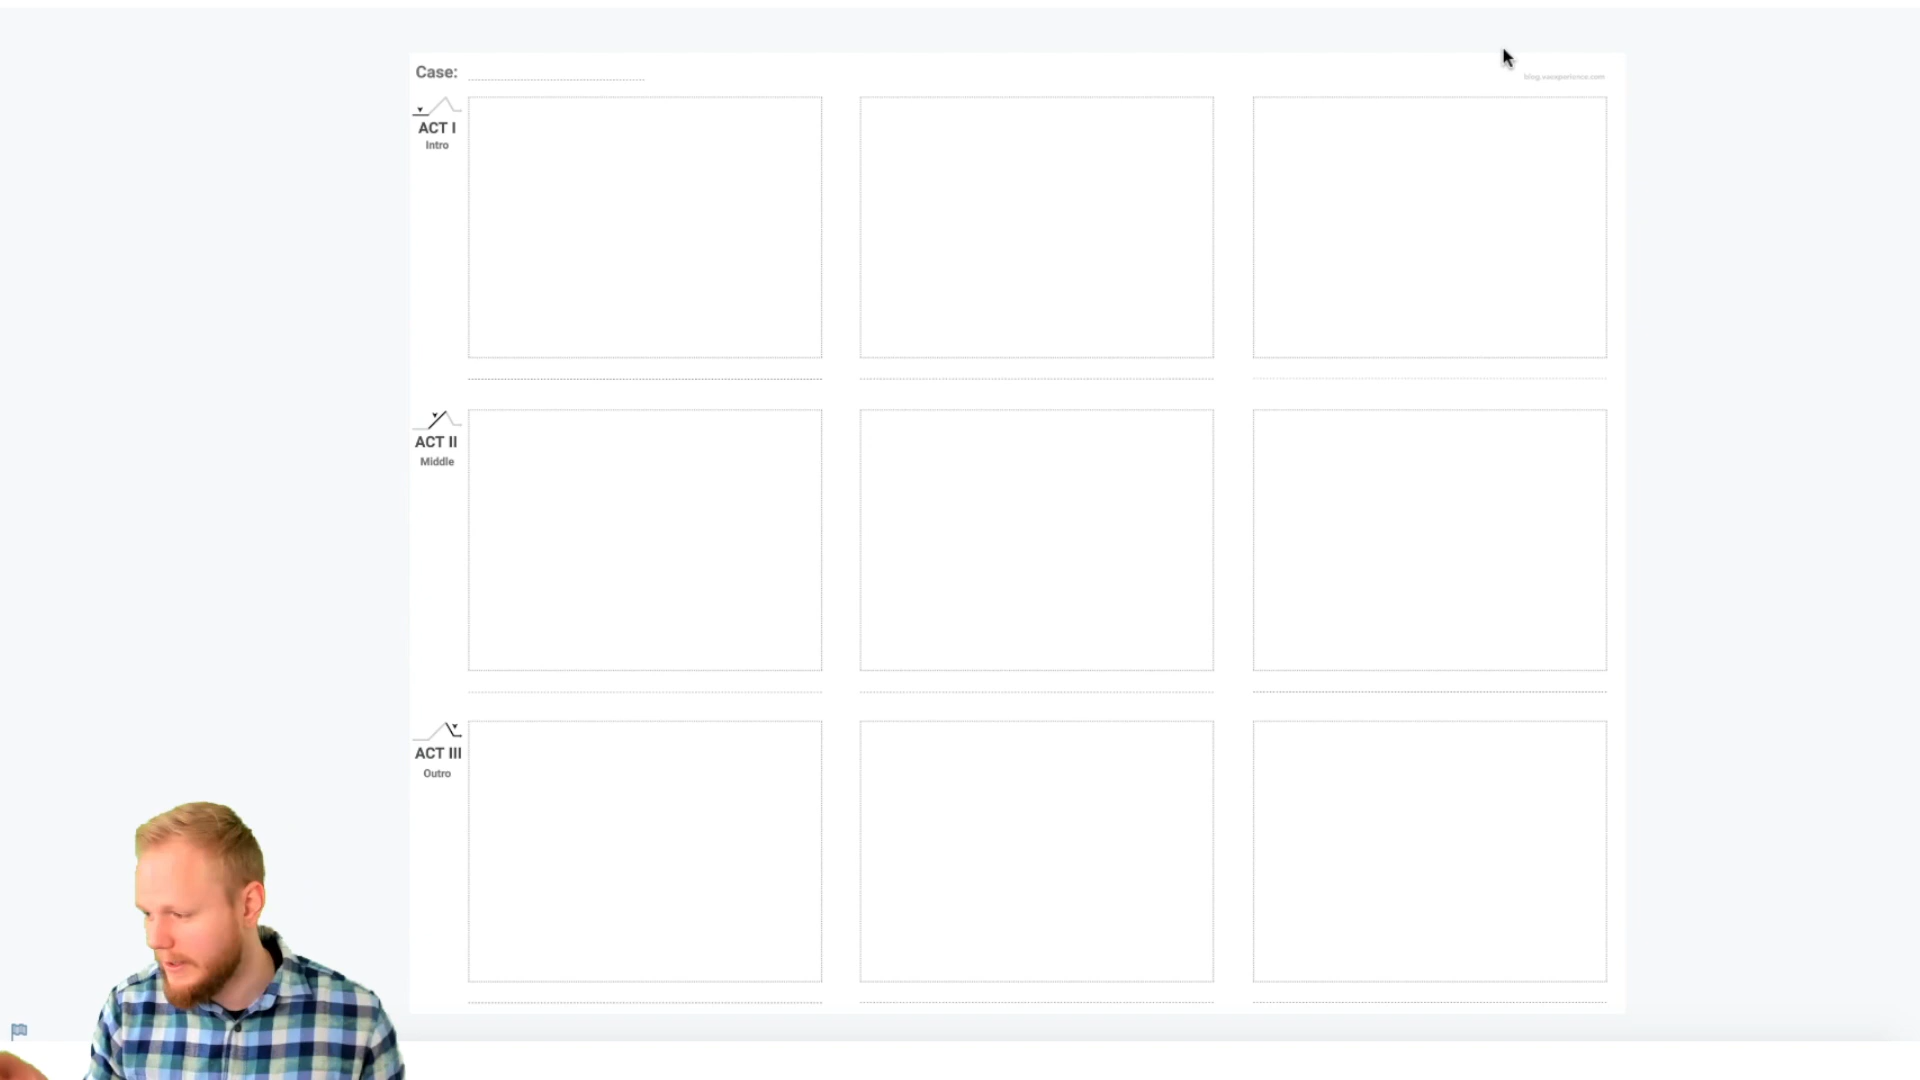 Case:
ACT I
Intro
ACT II
Middle
ACT III
Outro